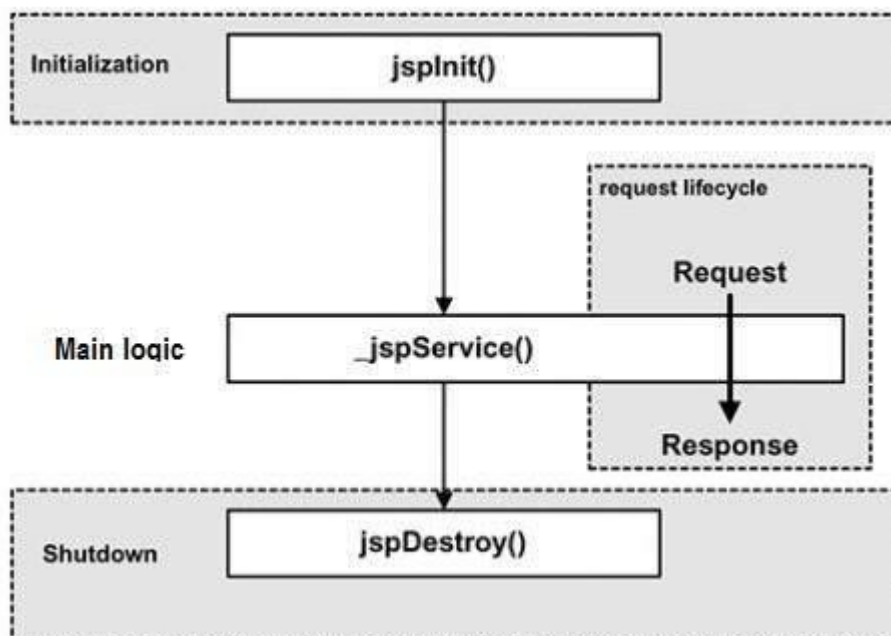 Initialization
jspInit()
request lifecycle
Request
Main logic
_jspService()
Response
jspDestroy()
Shutdown